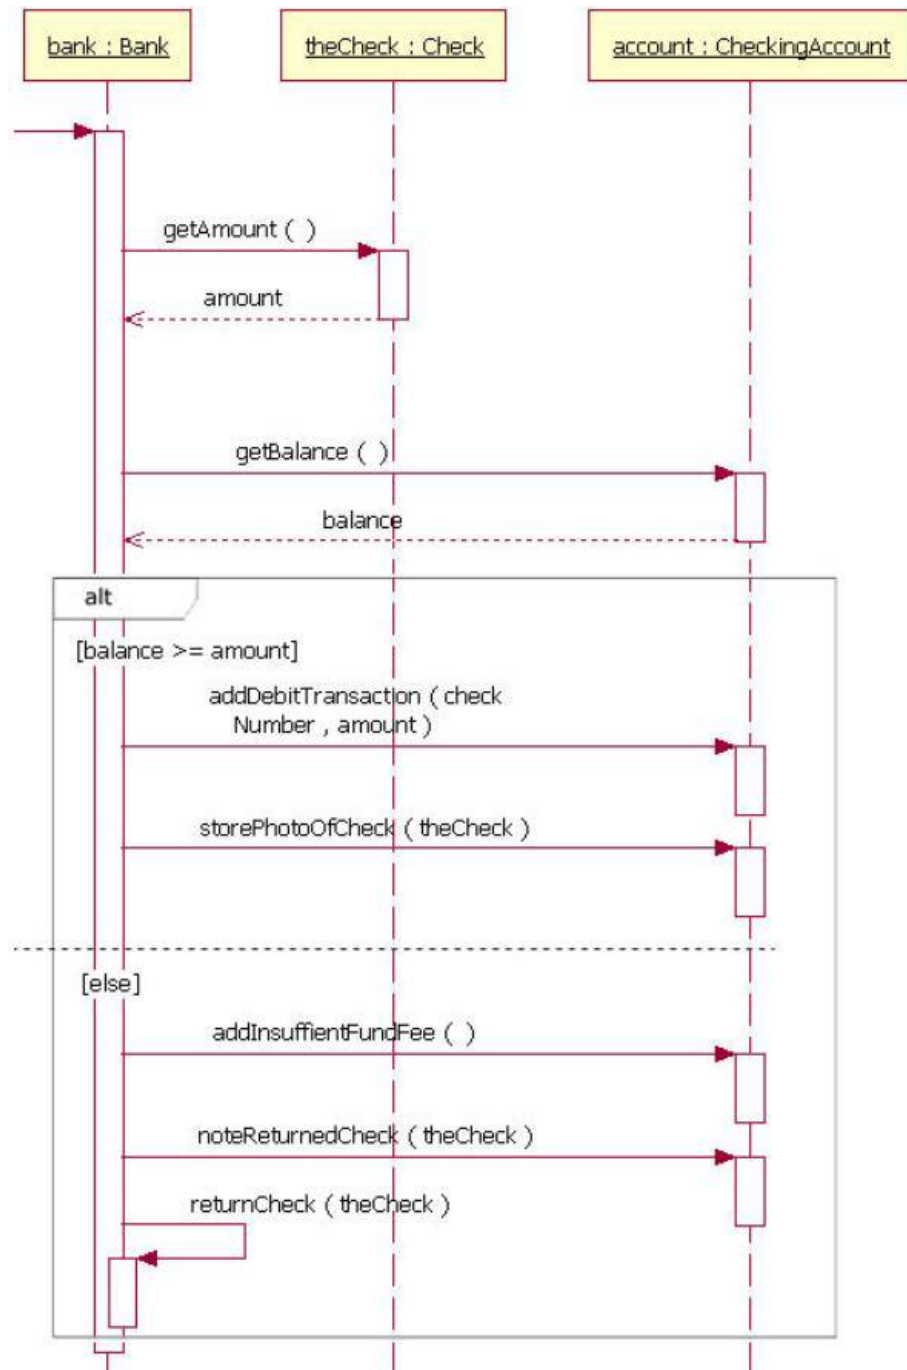 bank : Bank
theCheck : Check
account : CheckingAccount
getAmount ( )
amount
getBalance ( )
balance
alt
[balance >= amount]
addDebitTransaction ( check
Number , amount )
storePhotoOfCheck ( theCheck )
[else]
addInsuffientFundFee ( )
noteReturnedCheck ( theCheck )
returnCheck ( theCheck )